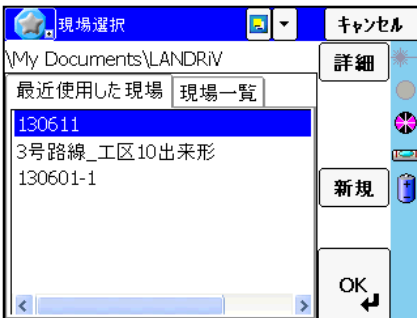 現場選択
キャンセル
\My Documents\LANDRiV
詳細
最近使用した現場 現場一覧
130611
3号路線_工区10出来形
130601-1
新規
OK